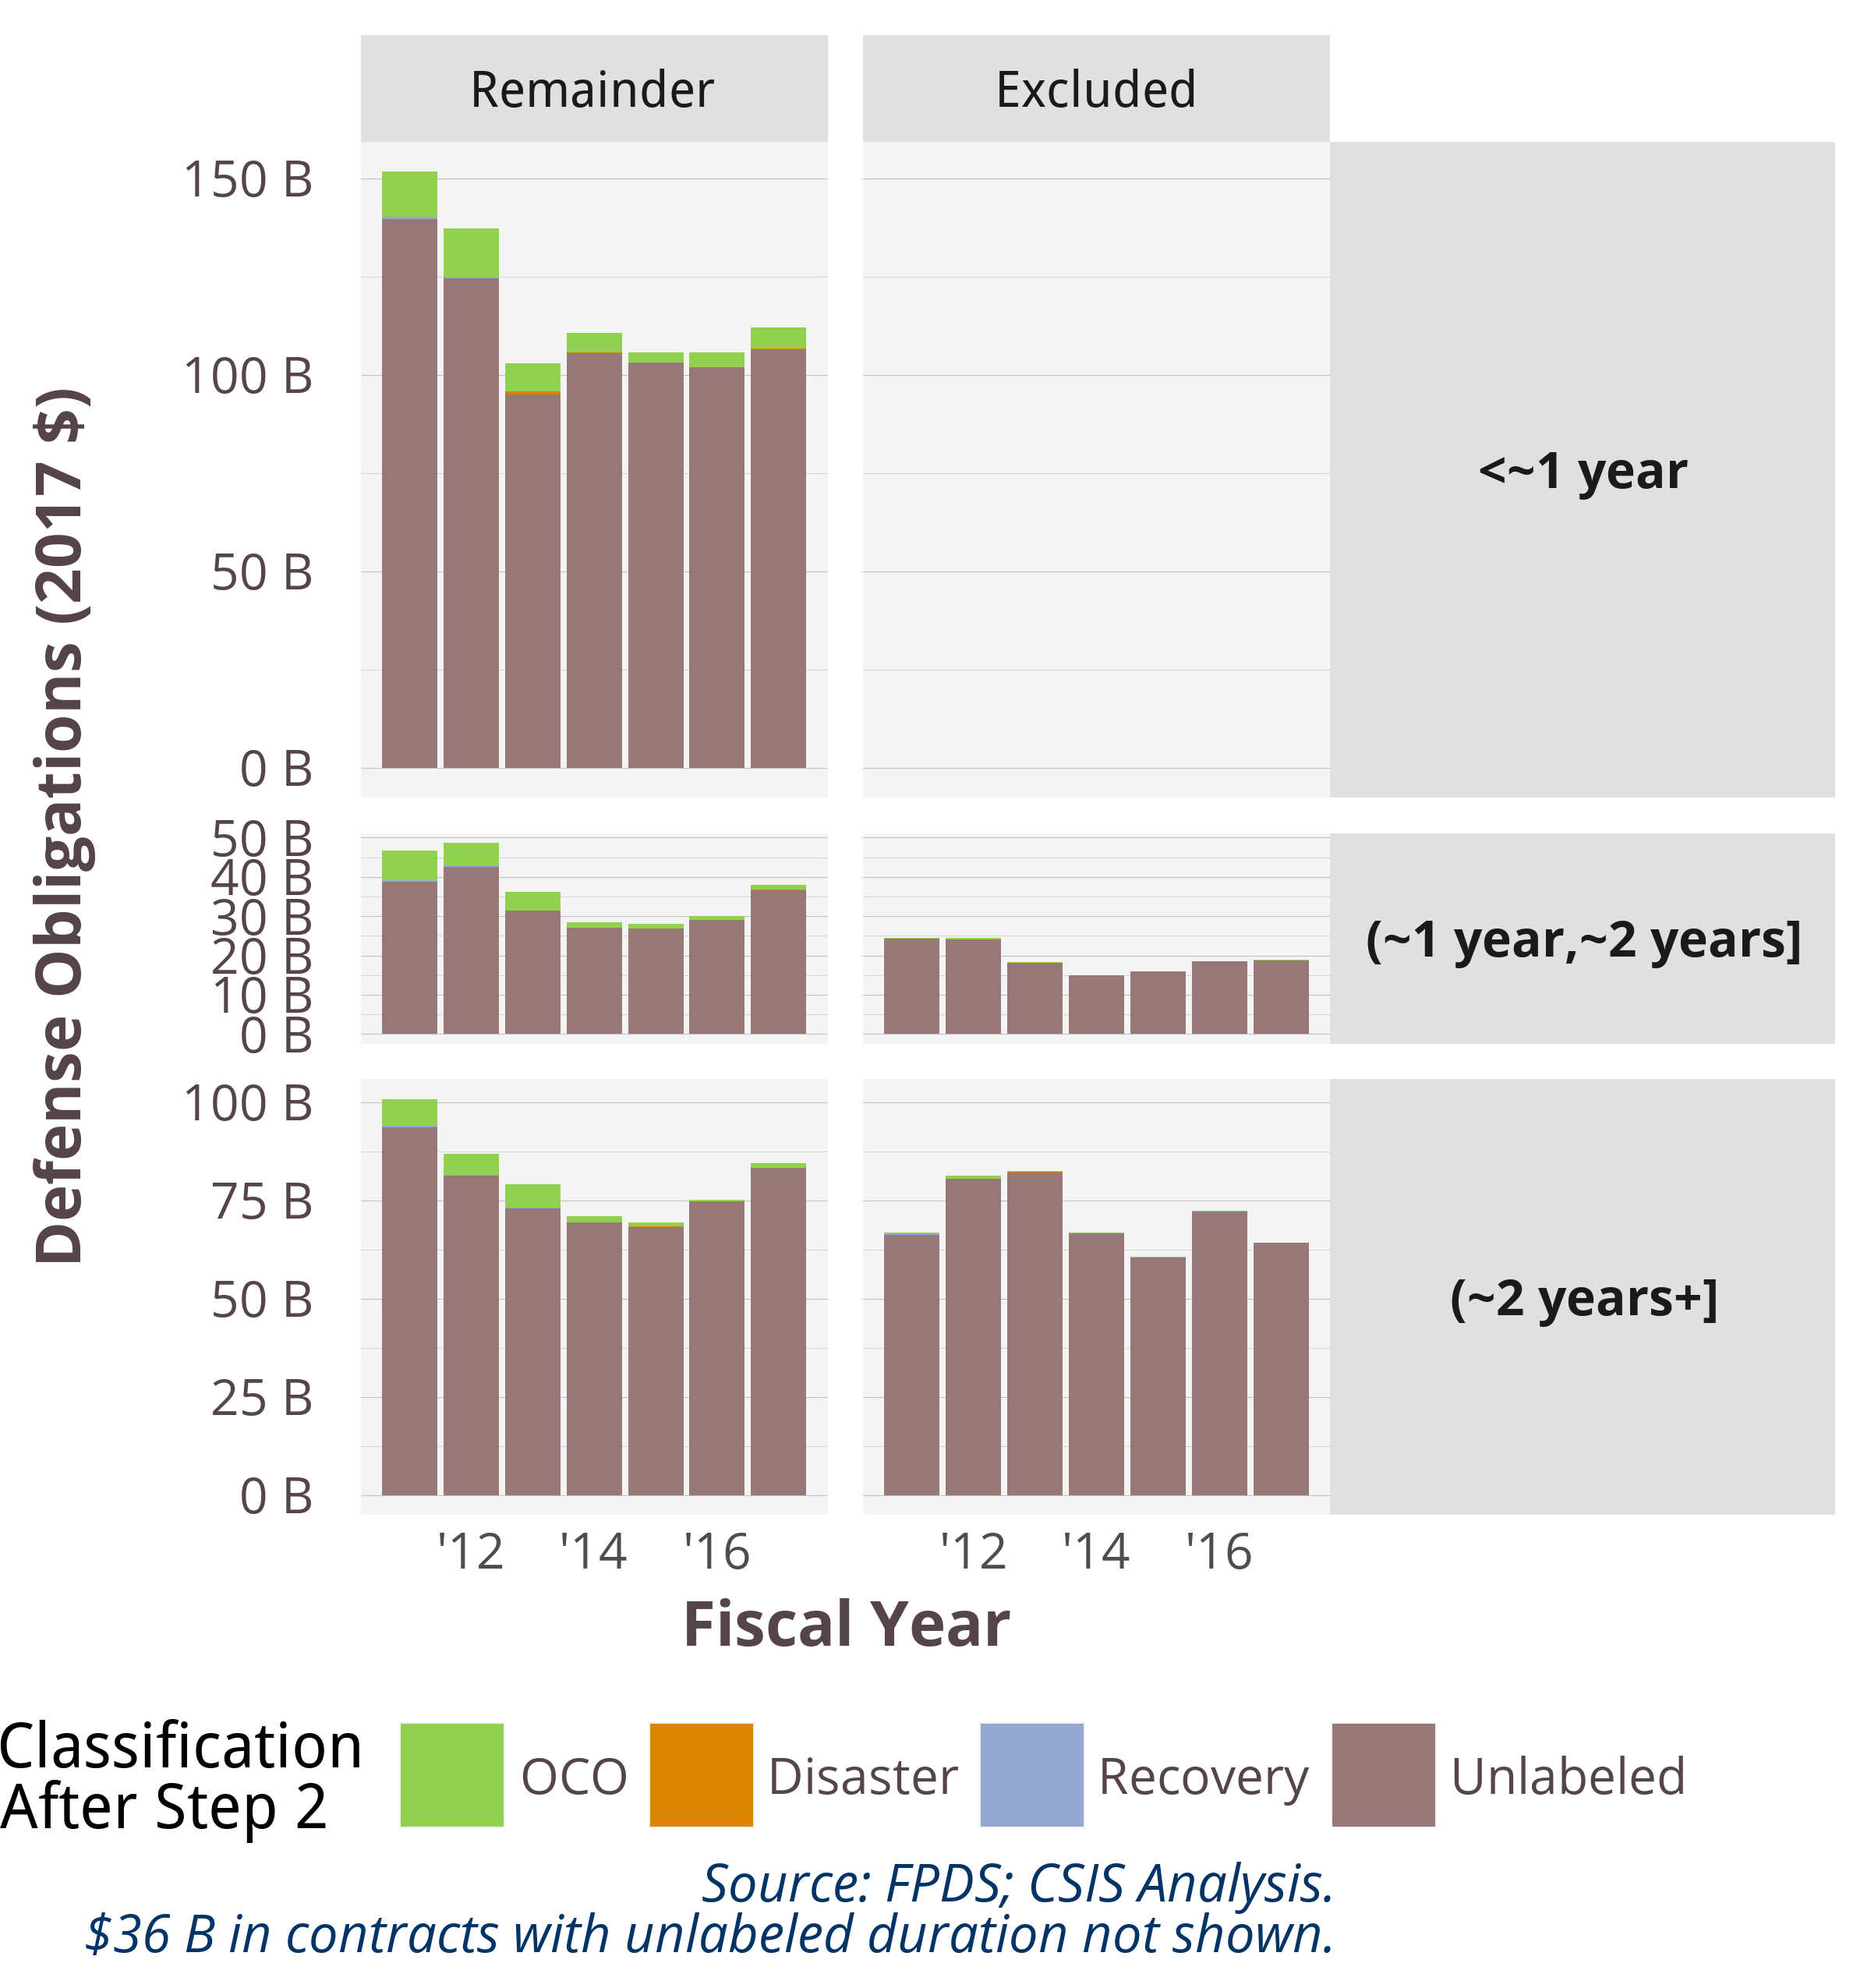 Remainder
Excluded
150 B
100 B
50 B
0 B
<~1 year
50 B
40 B
30 B
20 B
10 B
0 B
(~1 year,~2 years]
100 B
75 B
50 B
25 B
0 B
(~2 years+]
Defense Obligations (2017 $)
'12 '14 '16 '12 '14 '16
Fiscal Year
Classification
After Step 2
OCO Disaster Recovery Unlabeled
Source: FPDS; CSIS Analysis.
$36 B in contracts with unlabeled duration not shown.